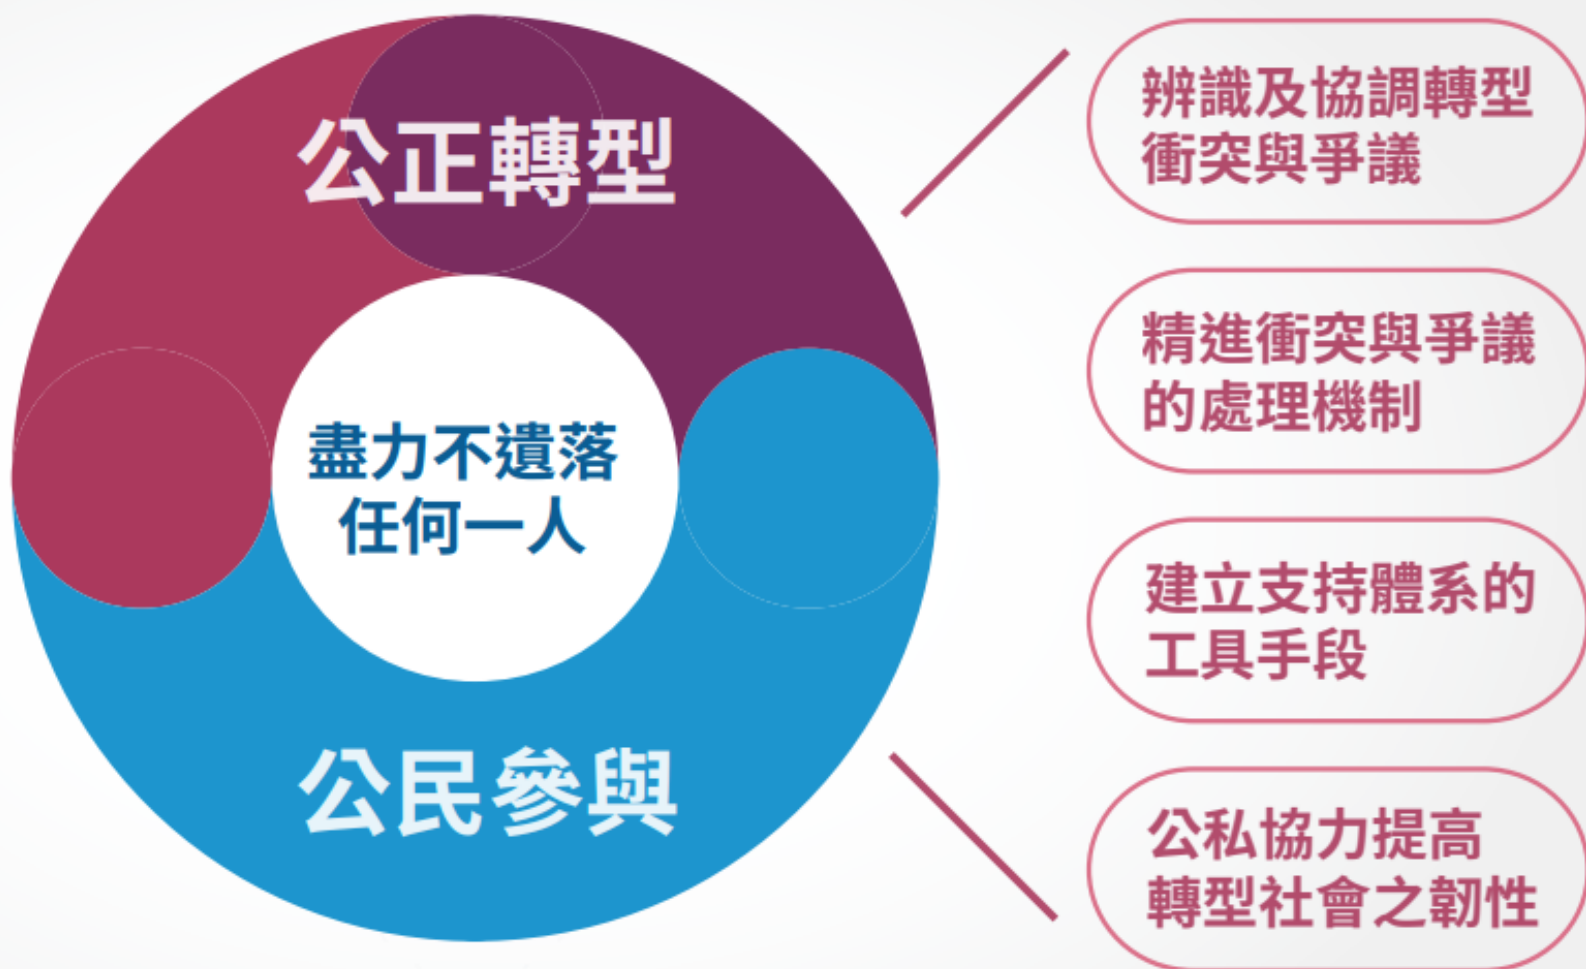 公正轉型
盡力不遺落
任何一人
公民參與
辨識及協調轉型
衝突與爭議
精進衝突與爭議
的處理機制
建立支持體系的
工具手段
公私協力提高
轉型社會之韌性